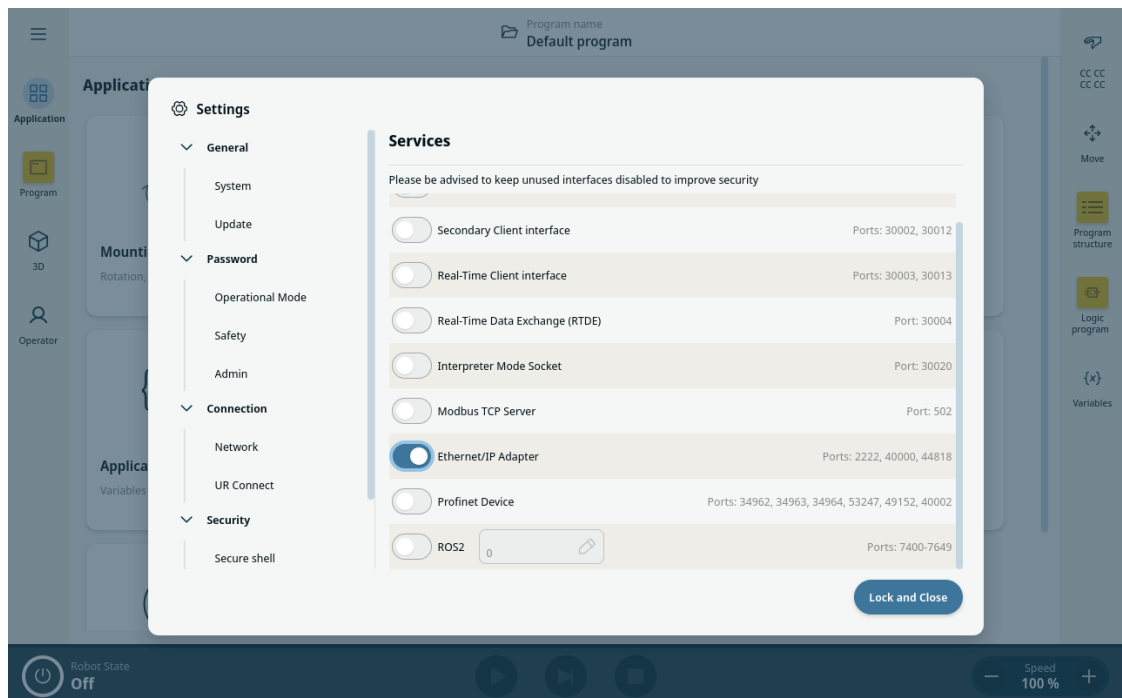 Program name
Default program
Application
Program
3D
Operator
Applicati
Mounti
Rotation,
Applica
Variables
Settings
General
System
Update
Password
Operational Mode
Safety
Admin
Connection
Network
UR Connect
Security
Secure shell
Services
Please be advised to keep unused interfaces disabled to improve security
Secondary Client interface Ports: 30002, 30012
Real-Time Client interface Ports: 30003, 30013
Real-Time Data Exchange (RTDE) Port: 30004
Interpreter Mode Socket Port: 30020
Modbus TCP Server Port: 502
Ethernet/IP Adapter Ports: 2222, 40000, 44818
Profinet Device Ports: 34962, 34963, 34964, 53247, 49152, 40002
ROS2 0 Ports: 7400-7649
Lock and Close
CC CC
CC CC
Move
Program
structure
Logic
program
{x}
Variables
Robot State
Off
Speed
100 %